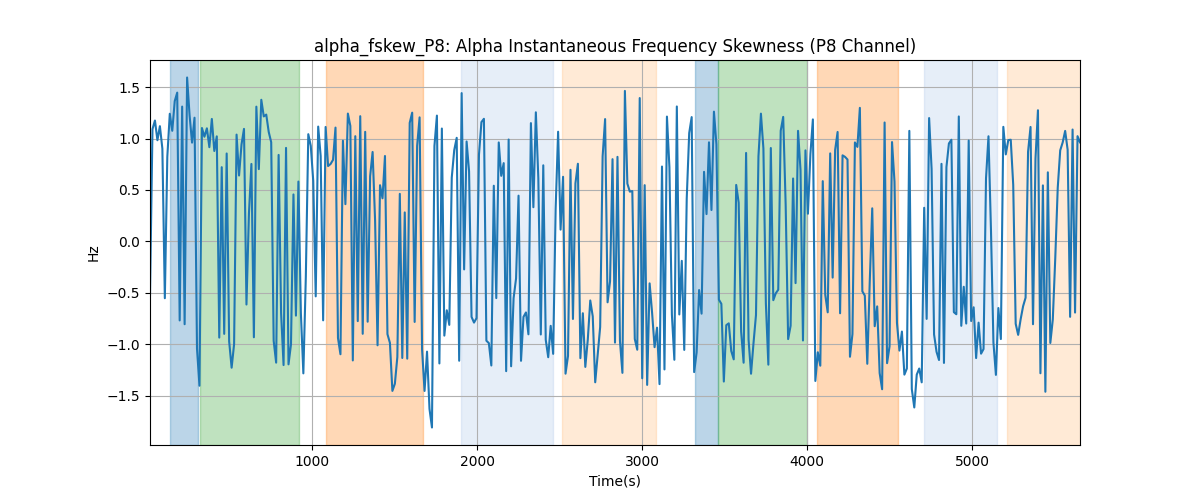 alpha_fskew_P8: Alpha Instantaneous Frequency Skewness (P8 Channel)
1.5
1.0
0.5
0.0
−0.5
−1.0
−1.5
Hz
1000 2000 3000 4000 5000
Time(s)